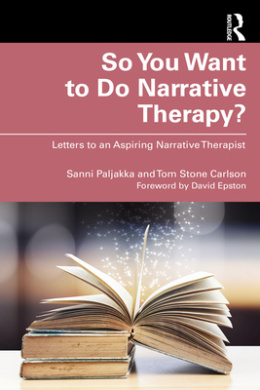 ROUTLEDGE
So You Want
to Do Narrative
Therapy?
Letters to an Aspiring Narrative Therapist
Sanni Paljakka and Tom Stone Carlson
Foreword by David Epston